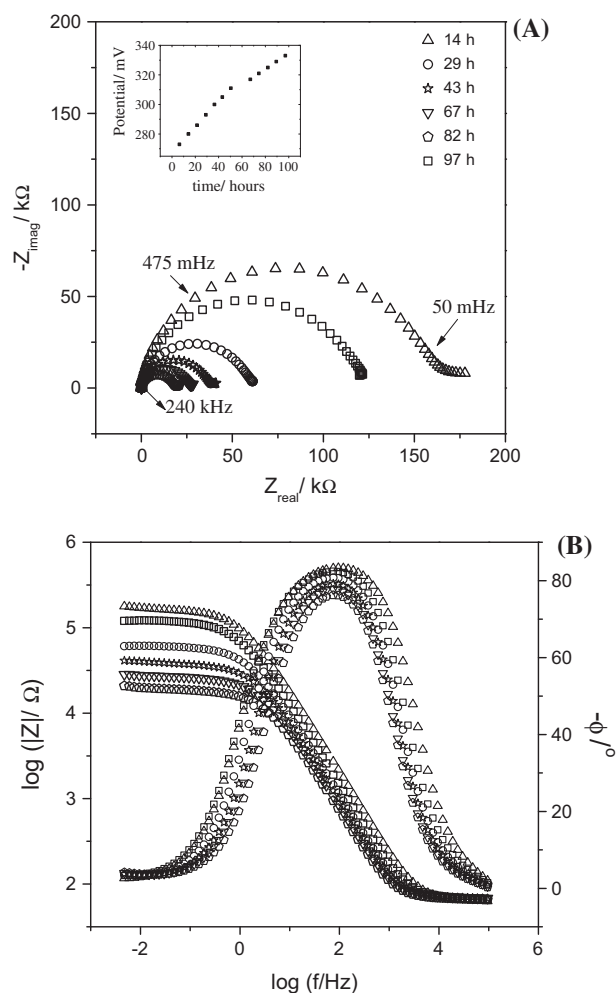 (A)
200
150
100
50
0
-Z_imag/ kΩ
340
320
300
280
Potential/ mV
0 20 40 60 80 100
time/ hours
14 h
29 h
43 h
67 h
82 h
97 h
475 mHz
50 mHz
240 kHz
0 50 100 150 200
Z_real/ kΩ
(B)
6
5
4
3
2
log (|Z|/ Ω)
80
60
40
20
0
-ϕ/°
-2 0 2 4 6
log (f/Hz)